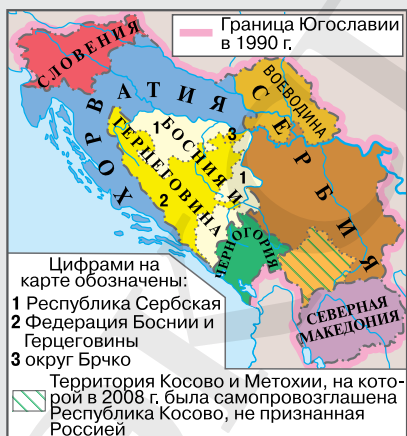 Граница Югославии
в 1990 г.
СЛОВЕНИЯ
ХОРВАТИЯ
ВОЕВОДИНА
СЕРБИЯ
БОСНИЯ И
ГЕРЦЕГОВИНА
1
3
1
2
ЧЕРНОГОРИЯ
СЕВЕРНАЯ
МАКЕДОНИЯ
Цифрами на
карте обозначены:
1 Республика Сербская
2 Федерация Боснии и
Герцеговины
3 округ Брчко
Территория Косово и Метохии, на кото-
рой в 2008 г. была самопровозглашена
Республика Косово, не признанная
Россией